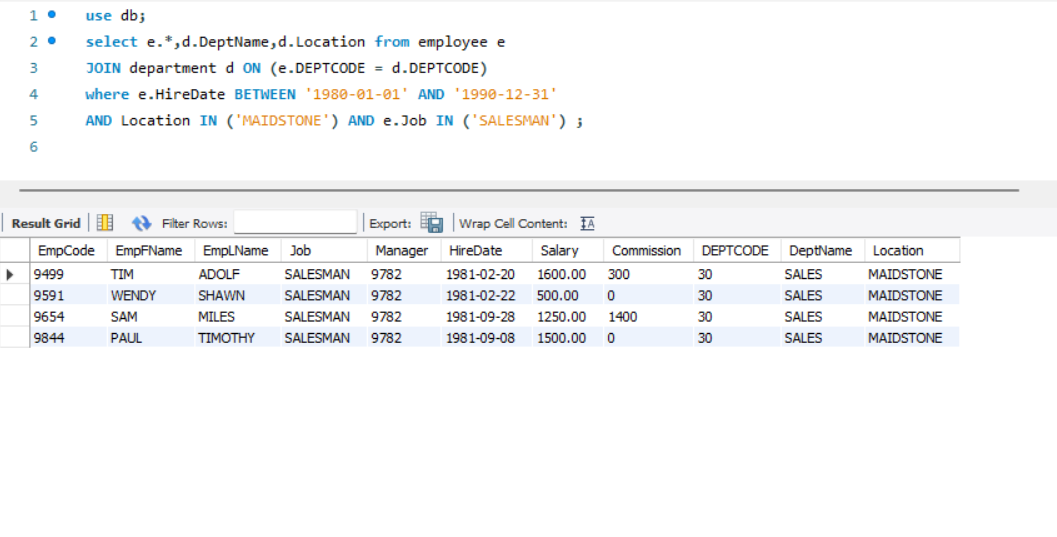 1 use db;
2 select e.*,d.DeptName,d.Location from employee e
3 JOIN department d ON (e.DEPTCODE = d.DEPTCODE)
4 where e.HireDate BETWEEN '1980-01-01' AND '1990-12-31'
5 AND Location IN ('MAIDSTONE') AND e.Job IN ('SALESMAN') ;
6
Result Grid Filter Rows: Export: Wrap Cell Content: IA
EmpCode EmpFName EmpLName Job Manager HireDate Salary Commission DEPTCODE DeptName Location
9499 TIM ADOLF SALESMAN 9782 1981-02-20 1600.00 300 30 SALES MAIDSTONE
9591 WENDY SHAWN SALESMAN 9782 1981-02-22 500.00 0 30 SALES MAIDSTONE
9654 SAM MILES SALESMAN 9782 1981-09-28 1250.00 1400 30 SALES MAIDSTONE
9844 PAUL TIMOTHY SALESMAN 9782 1981-09-08 1500.00 0 30 SALES MAIDSTONE